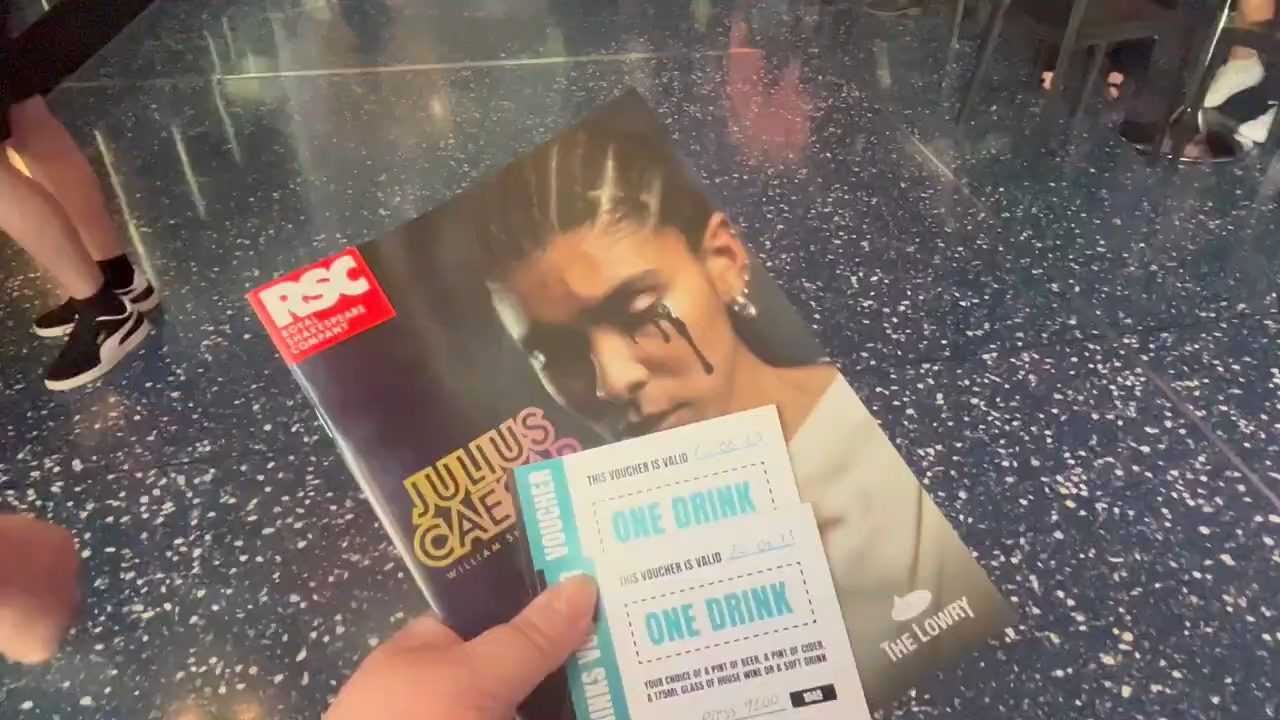 RSC
ROYAL
SHAKESPEARE
COMPANY
JULIUS
CAE
WILLIAM
THE LOWRY
VOUCHER
THIS VOUCHER IS VALID
ONE DRINK
THIS VOUCHER IS VALID
ONE DRINK
YOUR CHOICE OF A PINT OF BEER, A PINT OF CIDER,
A 175ML GLASS OF HOUSE WINE OR A SOFT DRINK